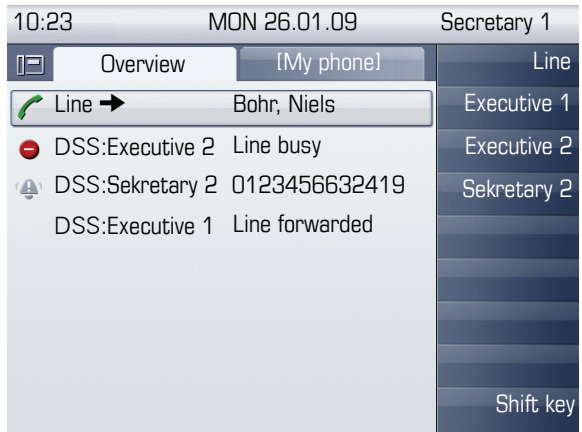 10:23 MON 26.01.09 Secretary 1
Overview [My phone] Line
Line → Bohr, Niels Executive 1
DSS:Executive 2 Line busy Executive 2
DSS:Sekretary 2 0123456632419 Sekretary 2
DSS:Executive 1 Line forwarded
Shift key